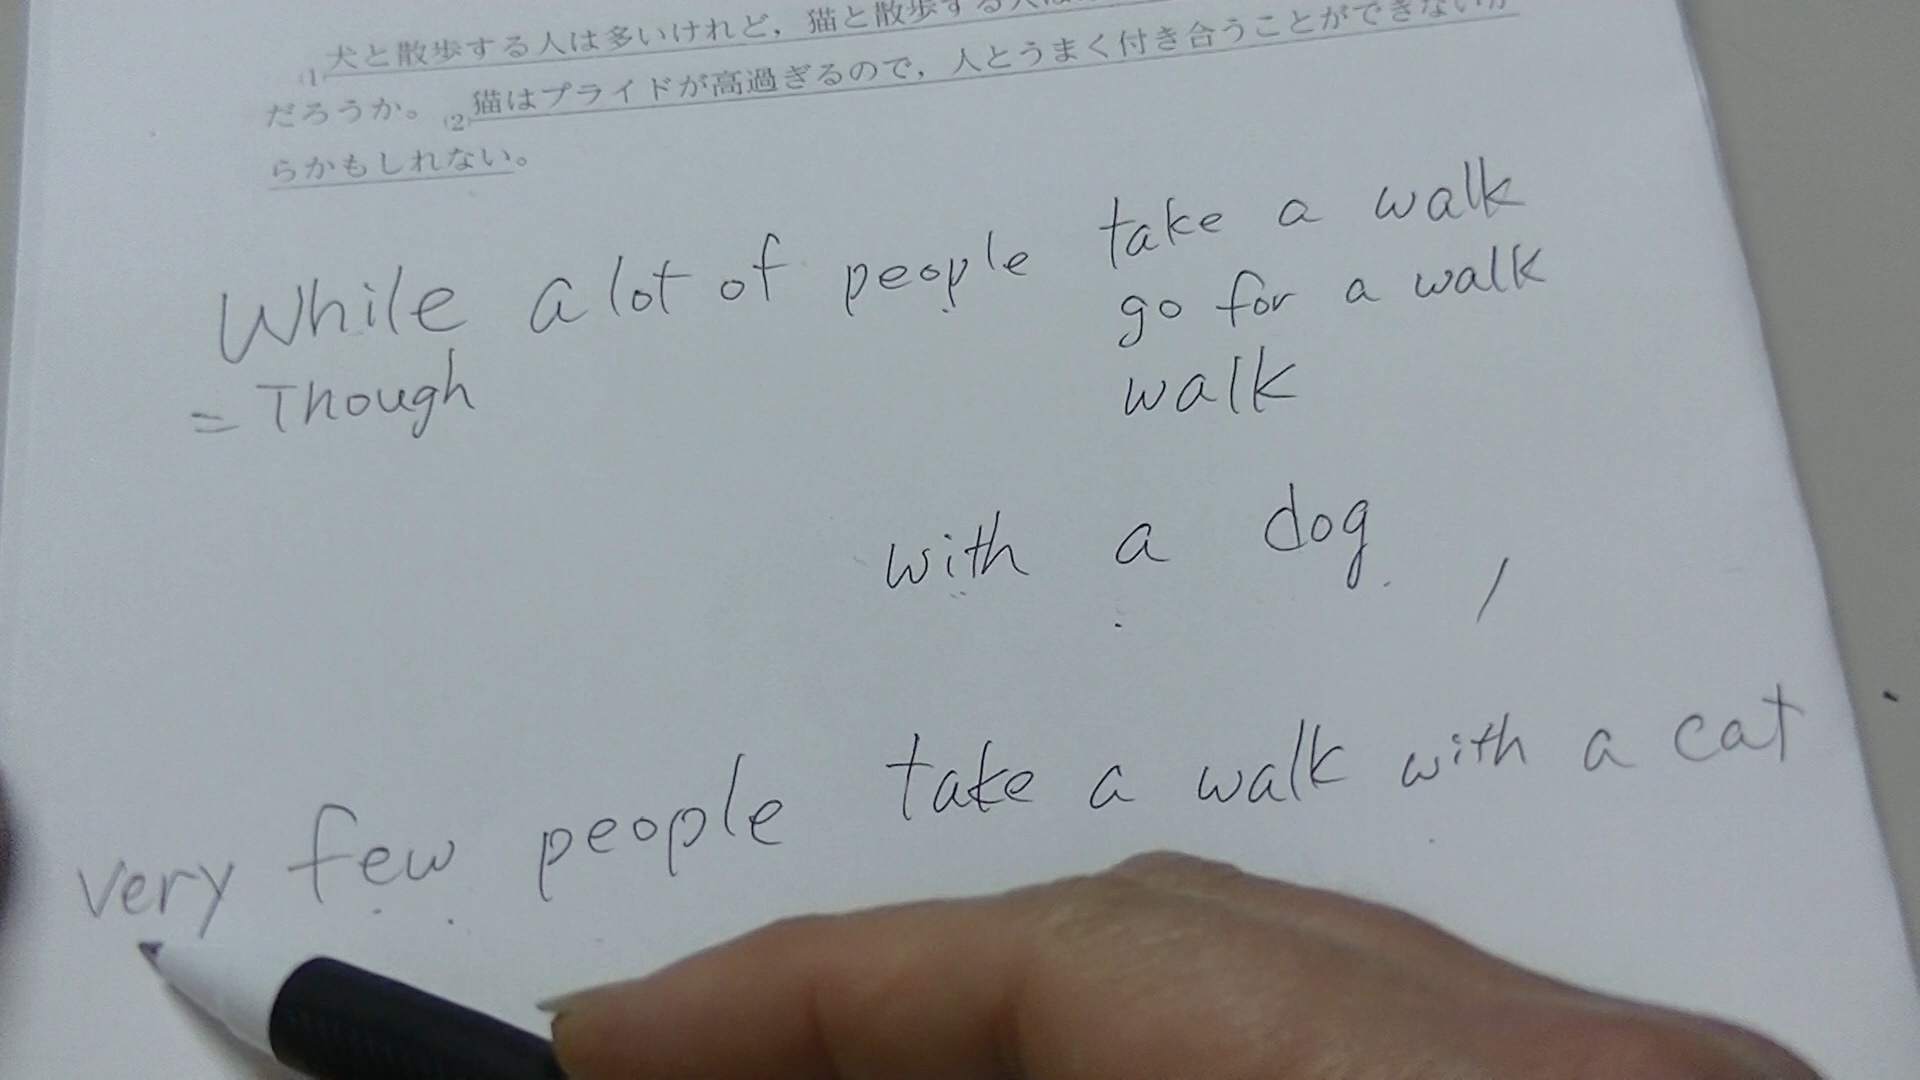 (1)犬と散歩する人は多いけれど，猫と散歩する人は
だろうか。(2)猫はプライドが高過ぎるので，人とうまく付き合うことができないか
らかもしれない。
While a lot of people take a walk
go for a walk
= Though
walk
with a dog ,
very few people take a walk with a cat .